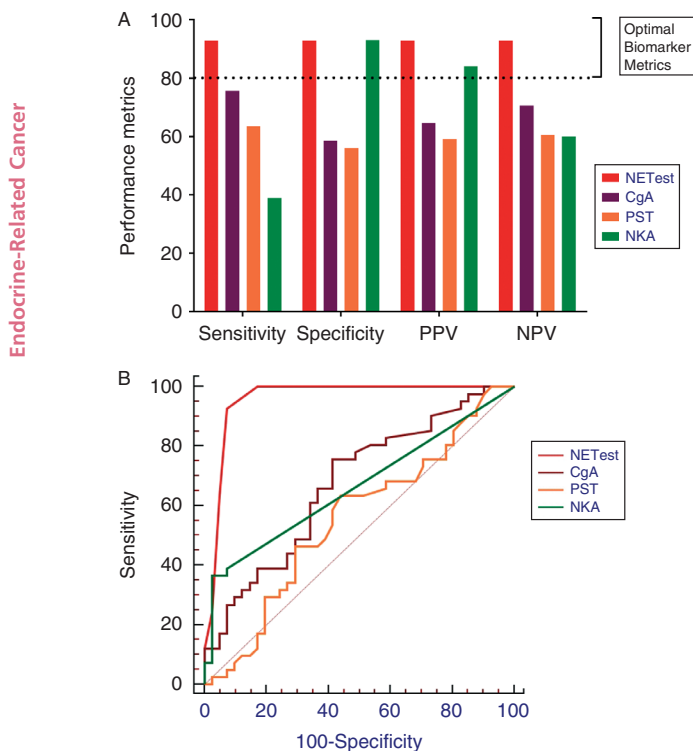 Endocrine-Related Cancer
A
Performance metrics
100
80
60
40
20
0
Sensitivity Specificity PPV NPV
Optimal
Biomarker
Metrics
NETest
CgA
PST
NKA
B
Sensitivity
100
80
60
40
20
0
0 20 40 60 80 100
100-Specificity
NETest
CgA
PST
NKA